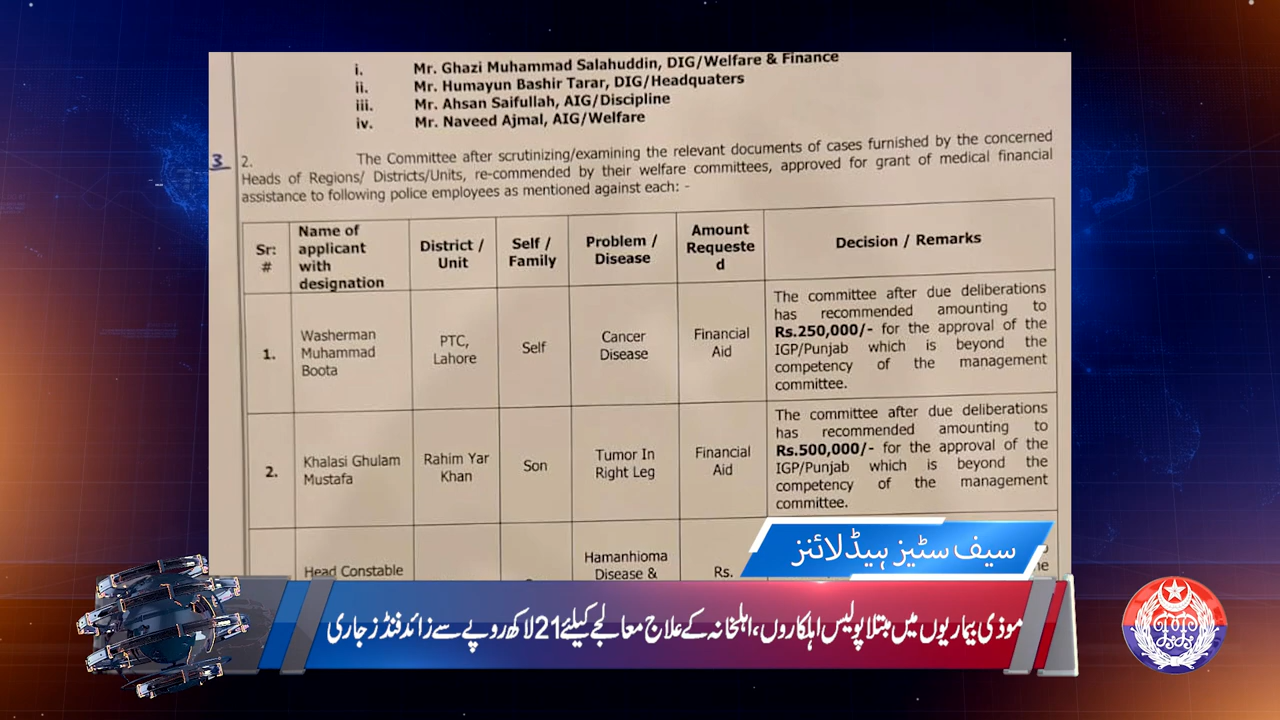 i. Mr. Ghazi Muhammad Salahuddin, DIG/Welfare & Finance
ii. Mr. Humayun Bashir Tarar, DIG/Headquaters
iii. Mr. Ahsan Saifullah, AIG/Discipline
iv. Mr. Naveed Ajmal, AIG/Welfare
3
2. The Committee after scrutinizing/examining the relevant documents of cases furnished by the concerned
Heads of Regions/ Districts/Units, re-commended by their welfare committees, approved for grant of medical financial
assistance to following police employees as mentioned against each: -
Sr:
#
Name of
applicant
with
designation
District /
Unit
Self /
Family
Problem /
Disease
Amount
Requeste
d
Decision / Remarks
1.
Washerman
Muhammad
Boota
PTC,
Lahore
Self
Cancer
Disease
Financial
Aid
The committee after due deliberations
has recommended amounting to
Rs.250,000/- for the approval of the
IGP/Punjab which is beyond the
competency of the management
committee.
2.
Khalasi Ghulam
Mustafa
Rahim Yar
Khan
Son
Tumor In
Right Leg
Financial
Aid
The committee after due deliberations
has recommended amounting to
Rs.500,000/- for the approval of the
IGP/Punjab which is beyond the
competency of the management
committee.
Head Constable
Hamanhioma
Disease &
Rs.
سیف سٹیز ہیڈلائنز
موذی بیماریوں میں مبتلا پولیس اہلکاروں، اہلخانہ کے علاج معالجے کیلئے 21 لاکھ روپے سے زائد فنڈز جاری